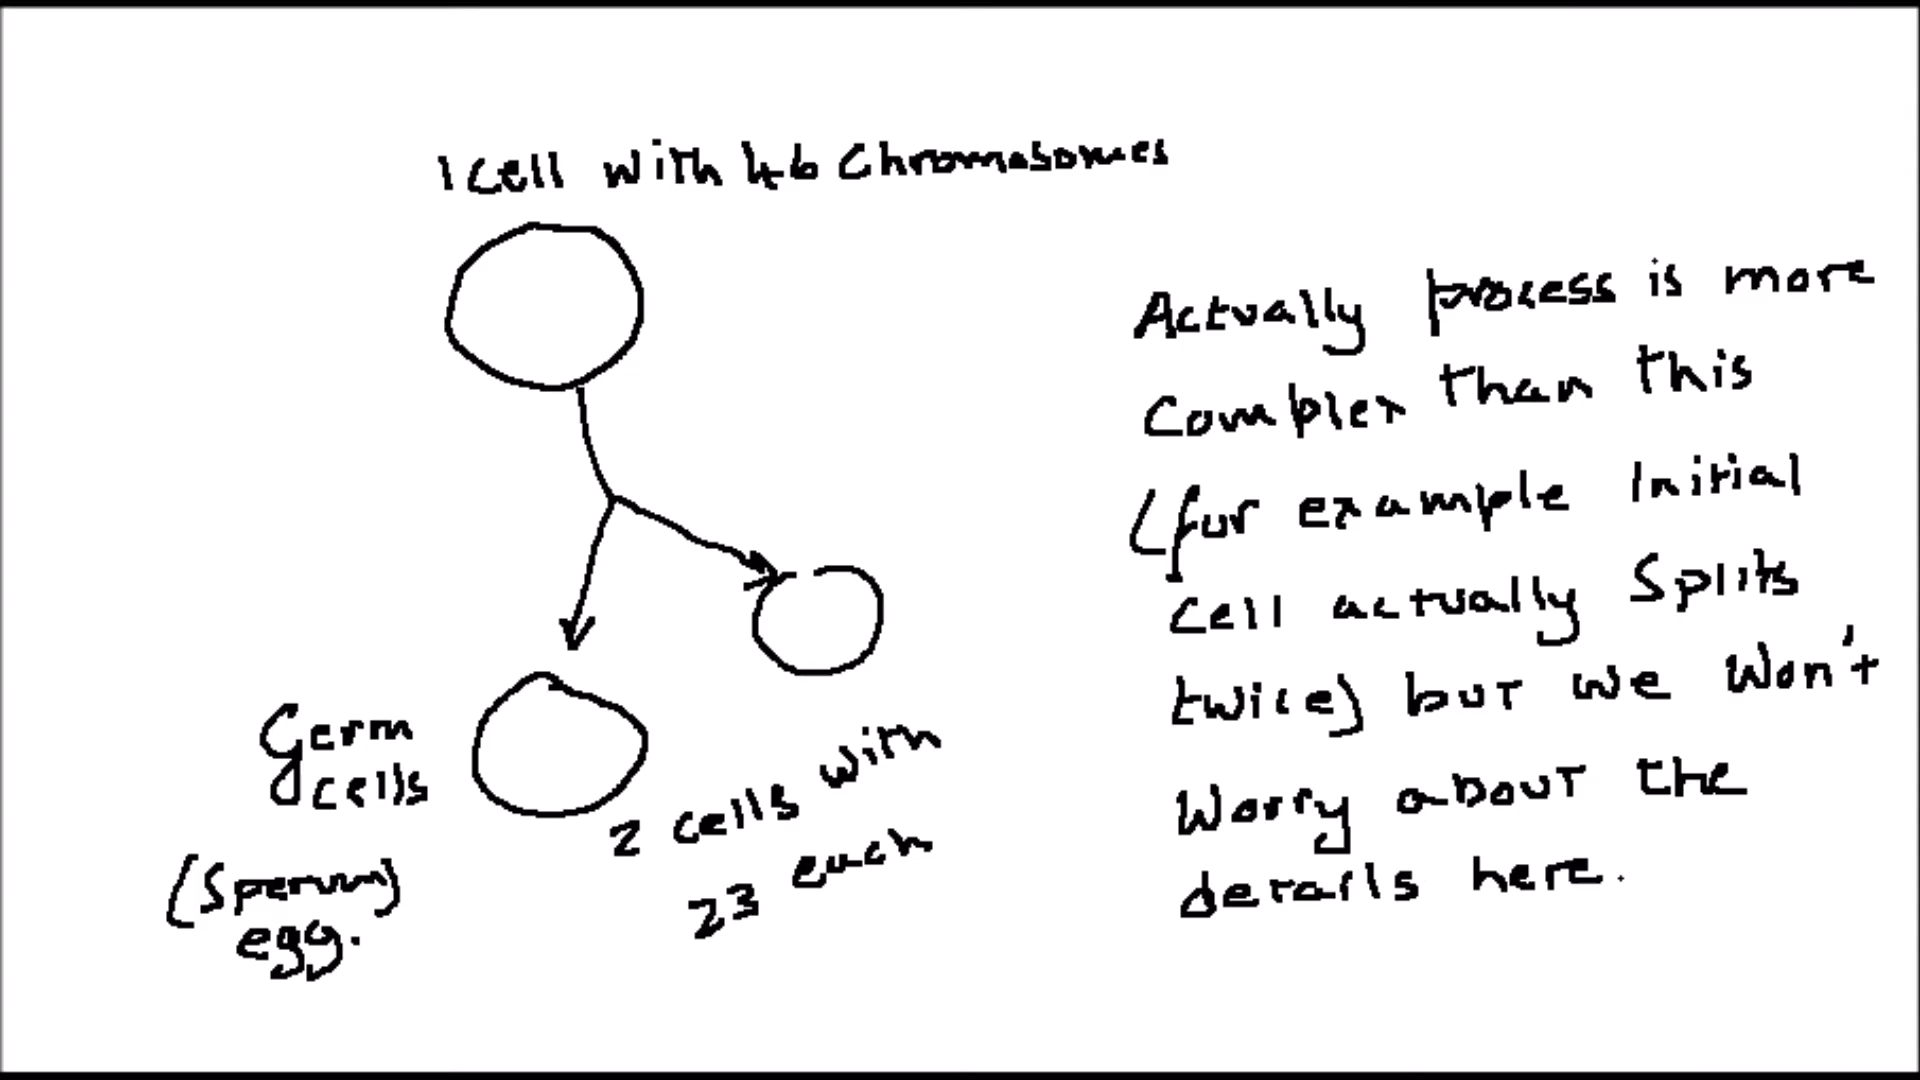 1 Cell with 46 Chromosomes
Actually process is more
Complex than this
(for example Initial
cell actually Splits
twice) but we Won't
Worry about the
details here.
Germ
cells
(Sperm)
egg.
2 cells with
23 each